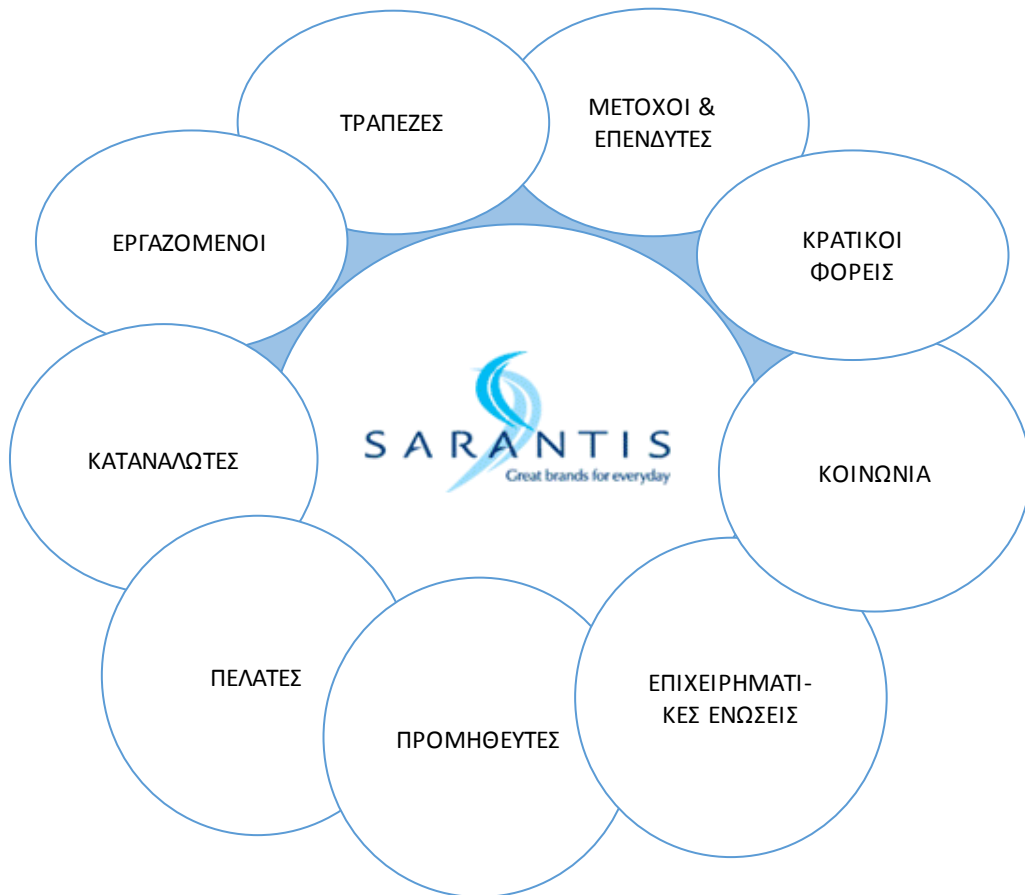 ΤΡΑΠΕΖΕΣ
ΜΕΤΟΧΟΙ &
ΕΠΕΝΔΥΤΕΣ
ΕΡΓΑΖΟΜΕΝΟΙ
ΚΡΑΤΙΚΟΙ
ΦΟΡΕΙΣ
SARANTIS
Great brands for everyday
ΚΑΤΑΝΑΛΩΤΕΣ
ΚΟΙΝΩΝΙΑ
ΠΕΛΑΤΕΣ
ΕΠΙΧΕΙΡΗΜΑΤΙ-
ΚΕΣ ΕΝΩΣΕΙΣ
ΠΡΟΜΗΘΕΥΤΕΣ